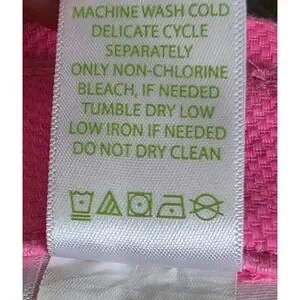 MACHINE WASH COLD
DELICATE CYCLE
SEPARATELY
ONLY NON-CHLORINE
BLEACH, IF NEEDED
TUMBLE DRY LOW
LOW IRON IF NEEDED
DO NOT DRY CLEAN